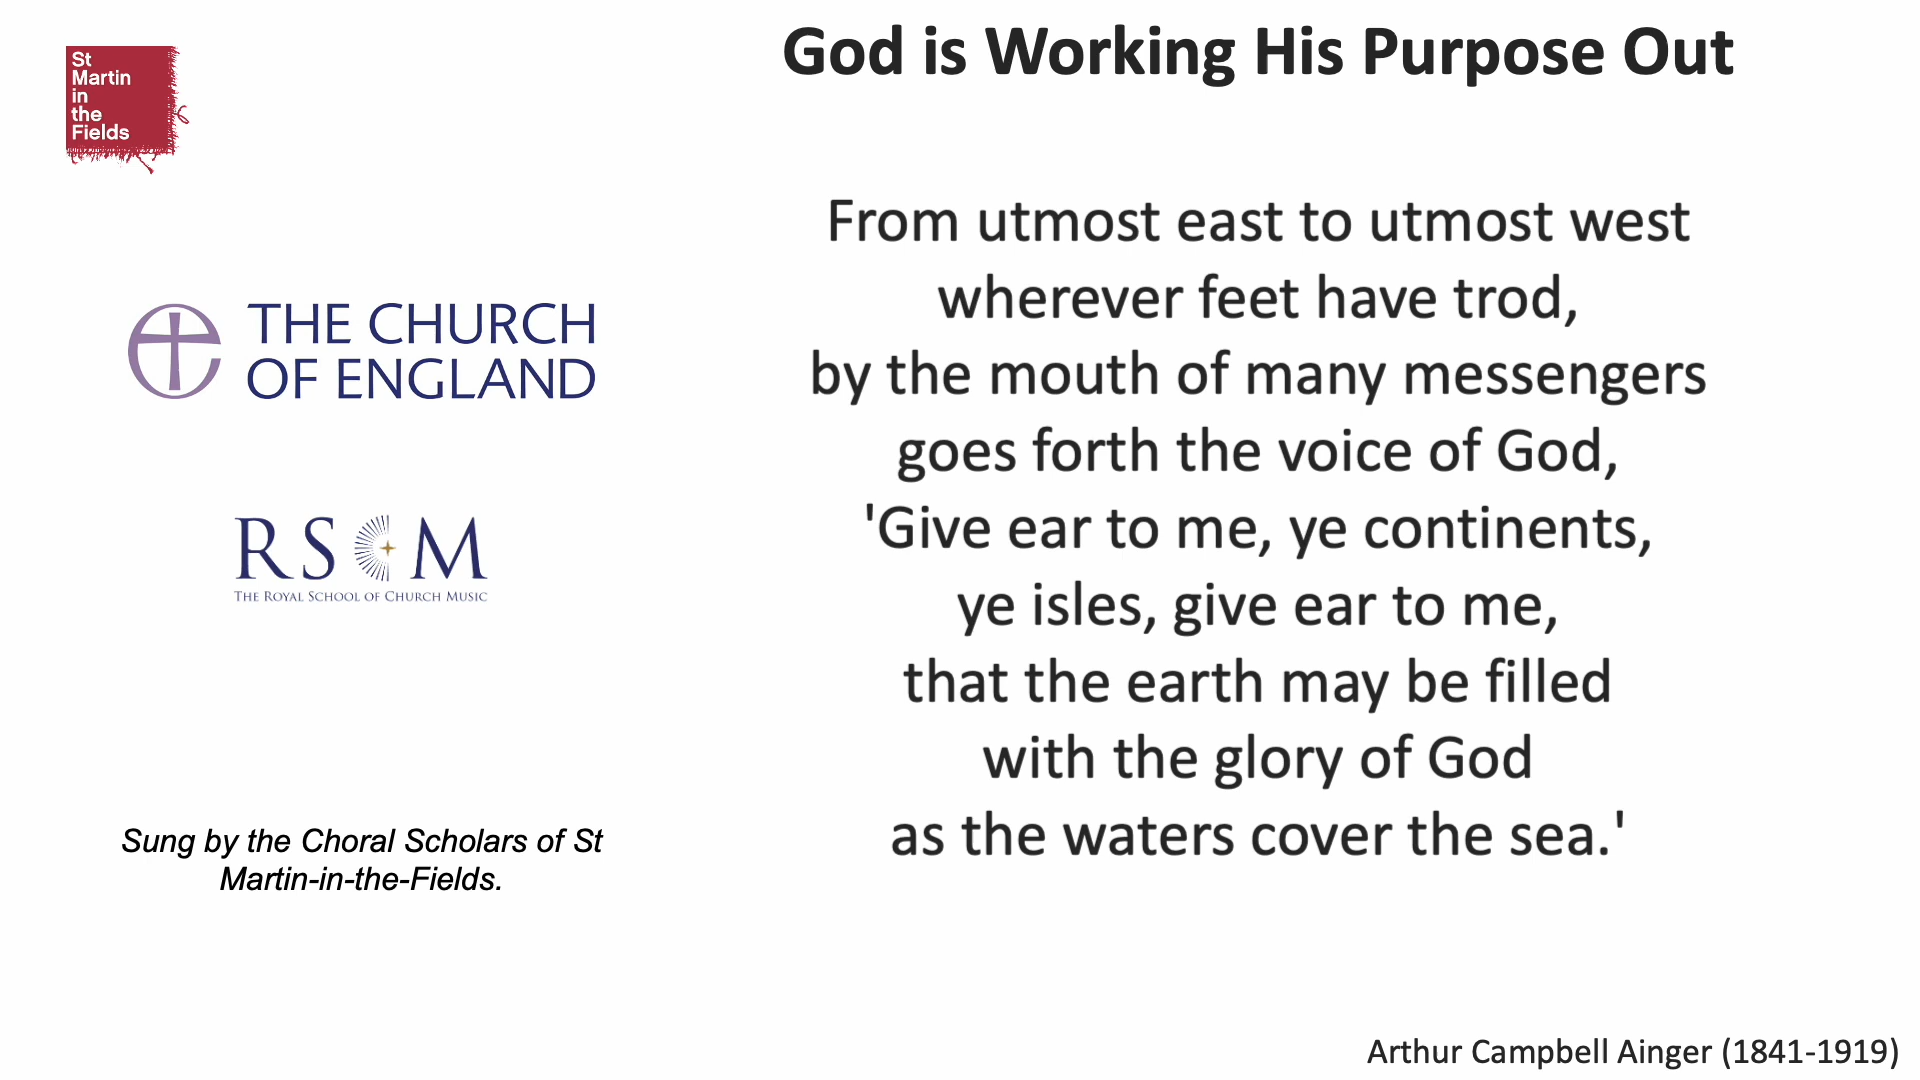 St
Martin
in
the
Fields
THE CHURCH
OF ENGLAND
RSCM
THE ROYAL SCHOOL OF CHURCH MUSIC
Sung by the Choral Scholars of St
Martin-in-the-Fields.
God is Working His Purpose Out
From utmost east to utmost west
wherever feet have trod,
by the mouth of many messengers
goes forth the voice of God,
'Give ear to me, ye continents,
ye isles, give ear to me,
that the earth may be filled
with the glory of God
as the waters cover the sea.'
Arthur Campbell Ainger (1841-1919)